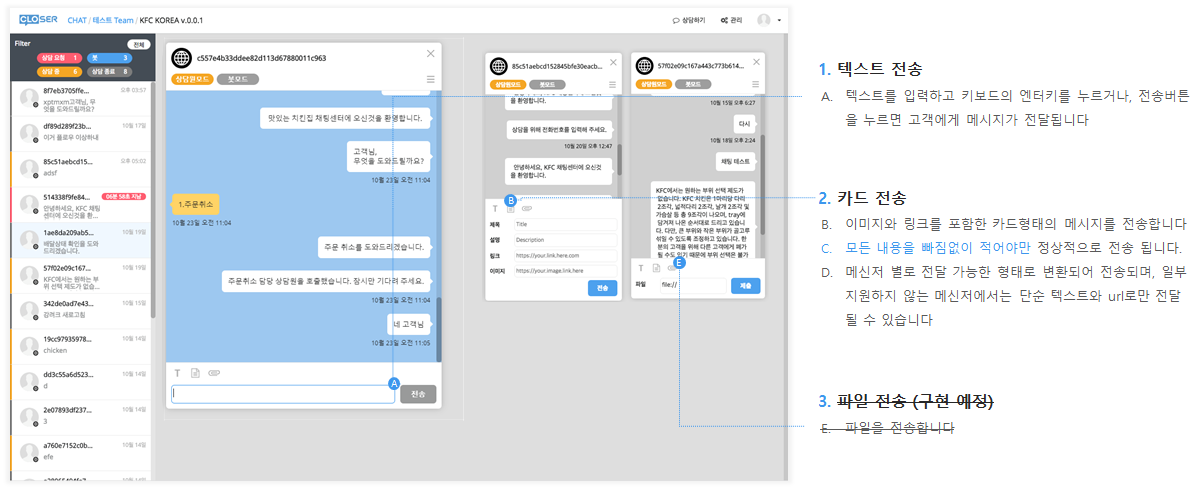 CLOSER CHAT / 테스트 Team / KFC KOREA v.0.0.1
상담하기
관리
Filter
전체
상담 요청 1
봇 3
상담 중 6
상담 종료 8
8f7eb3705ffe...
오후 03:57
xptmxm고객님, 무
엇을 도와드릴까요?
df89d289f23b...
10월 17일
이거 플로우 이상하네
85c51aebcd15...
오후 05:02
adsf
514338f9fe84...
06분 58초 지남
안녕하세요, KFC 채팅
센터에 오신것을 환...
1ae8da209ab5...
10월 19일
배달상태 확인을 도와
드리겠습니다.
57f02e09c167...
10월 19일
KFC에서는 원하는 부
위 선택 제도가 없...
342de0ad7e43...
10월 15일
감려크 새로고침
19cc97935978...
10월 14일
chicken
dd3c55a6d523...
10월 14일
d
2e07893df237...
10월 14일
3
a760e7152c0b...
10월 14일
efe
c557e4b33ddee82d113d67880011c963
상담원모드
봇모드
맛있는 치킨집 채팅센터에 오신것을 환영합니다.
고객님,
무엇을 도와드릴까요?
10월 23일 오전 11:04
1.주문취소
10월 23일 오전 11:04
주문 취소를 도와드리겠습니다.
주문취소 담당 상담원을 호출했습니다. 잠시만 기다려 주세요.
10월 23일 오전 11:04
네 고객님
10월 23일 오전 11:05
T
A
전송
85c51aebcd152845bfe30eacb...
상담원모드
봇모드
을 환영합니다.
상담을 위해 전화번호를 입력해 주세요.
10월 20일 오후 12:47
안녕하세요, KFC 채팅센터에 오신것
을 환영합니다.
B
T
제목 Title
설명 Description
링크 https://your.link.here.com
이미지 https://your.image.link.here
전송
57f02e09c167a443c773b614...
상담원모드
봇모드
10월 15일 오후 6:27
다시
10월 18일 오후 2:24
채팅 테스트
KFC에서는 원하는 부위 선택 제도가
없습니다. KFC 치킨은 1마리당 다리
2조각, 넓적다리 2조각, 날개 2조각 및
가슴살 등 총 9조각이 나오며, tray에
담겨져 나온 순서대로 드리고 있습니
다. 다만, 큰 부위와 작은 부위가 골고루
섞일 수 있도록 조정하고 있습니다. 한
분의 고객을 위해 다른 고객에게 폐가
될 수도 있기 때문에 부위 선택은 불가
E
T
파일 file://
제출
1. 텍스트 전송
A. 텍스트를 입력하고 키보드의 엔터키를 누르거나, 전송버튼
을 누르면 고객에게 메시지가 전달됩니다
2. 카드 전송
B. 이미지와 링크를 포함한 카드형태의 메시지를 전송합니다
C. 모든 내용을 빠짐없이 적어야만 정상적으로 전송 됩니다.
D. 메신저 별로 전달 가능한 형태로 변환되어 전송되며, 일부
지원하지 않는 메신저에서는 단순 텍스트와 url로만 전달
될 수 있습니다
3. 파일 전송 (구현 예정)
E. 파일을 전송합니다